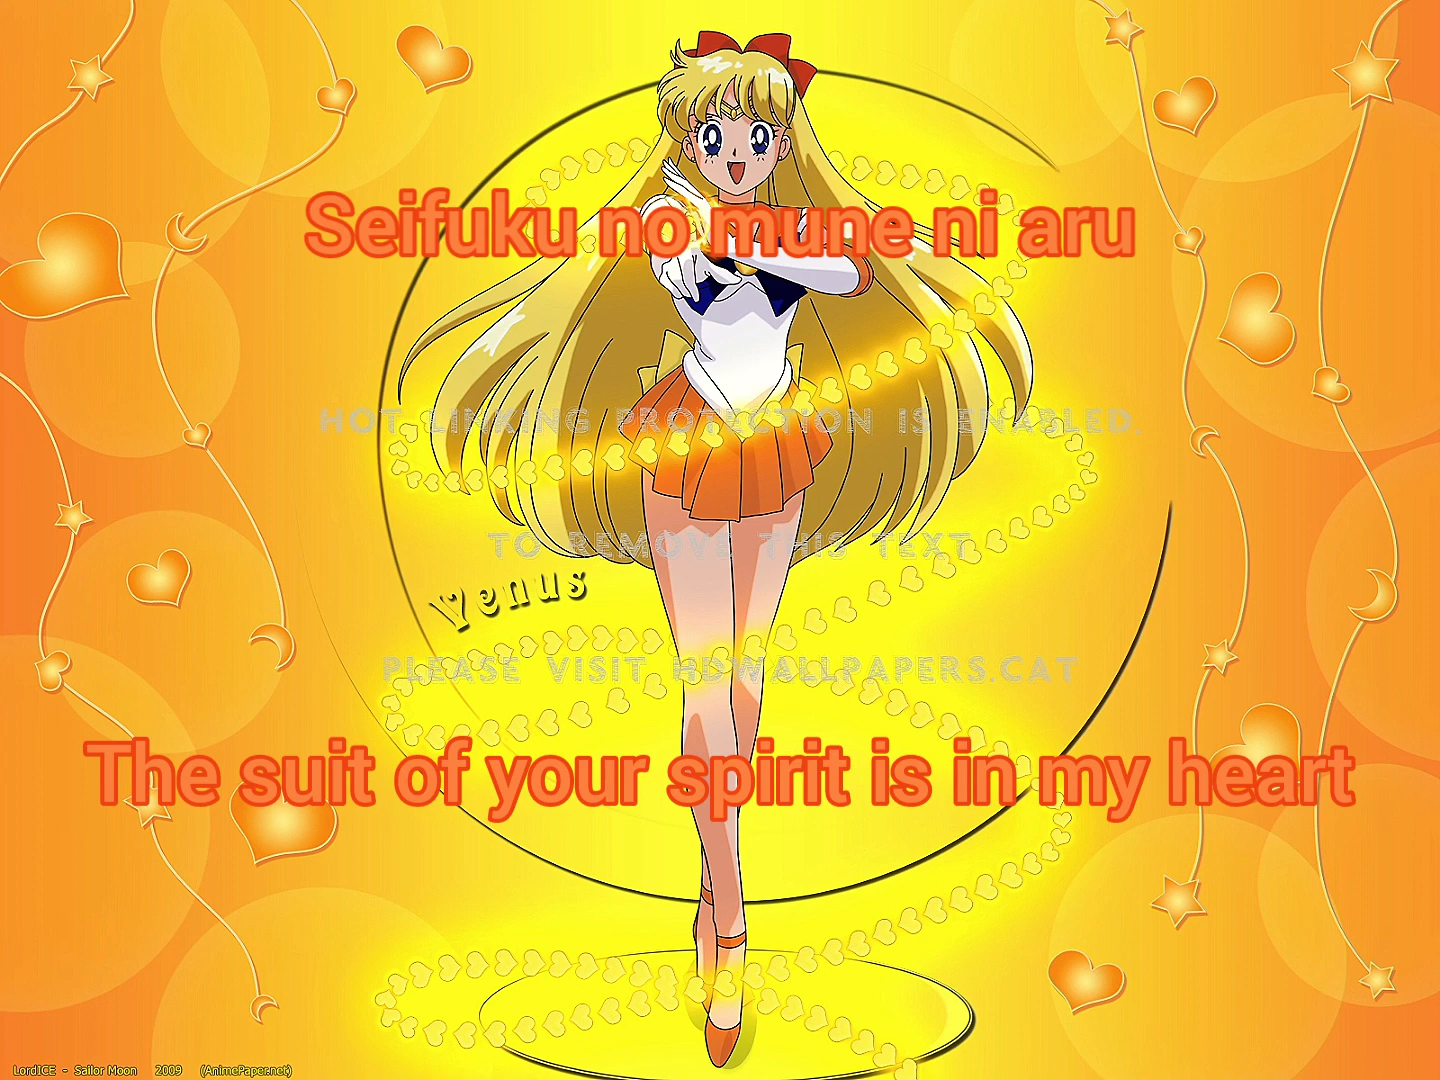 Seifuku no mune ni aru
HOT LINKING PROTECTION IS ENABLED.
TO REMOVE THIS TEXT
Venus
PLEASE VISIT HDWALLPAPERS.CAT
The suit of your spirit is in my heart
LordICE - Sailor Moon 2009 (AnimePaper.net)